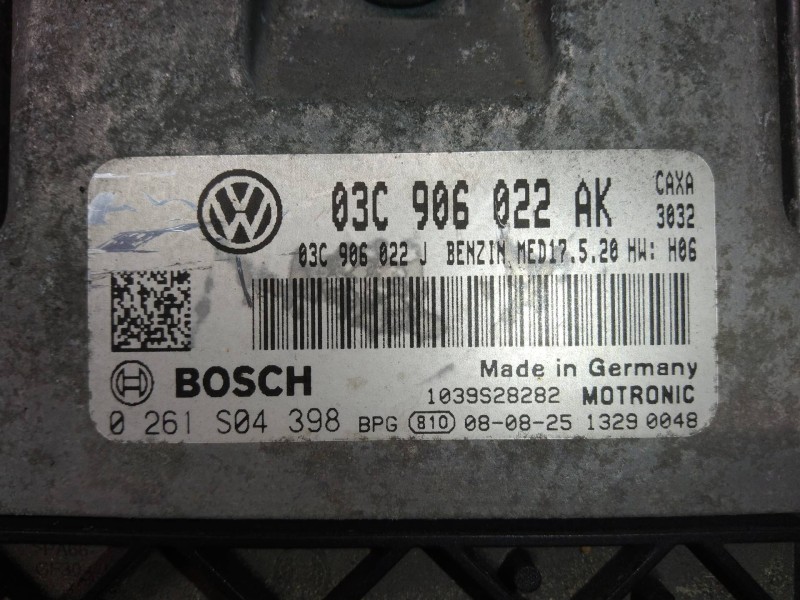 03C 906 022 AK CAXA
3032
03C 906 022 J BENZIN MED17.5.20 HW: H06
BOSCH Made in Germany
1039S28282 MOTRONIC
0 261 S04 398 BPG 810 08-08-25 1329 0048